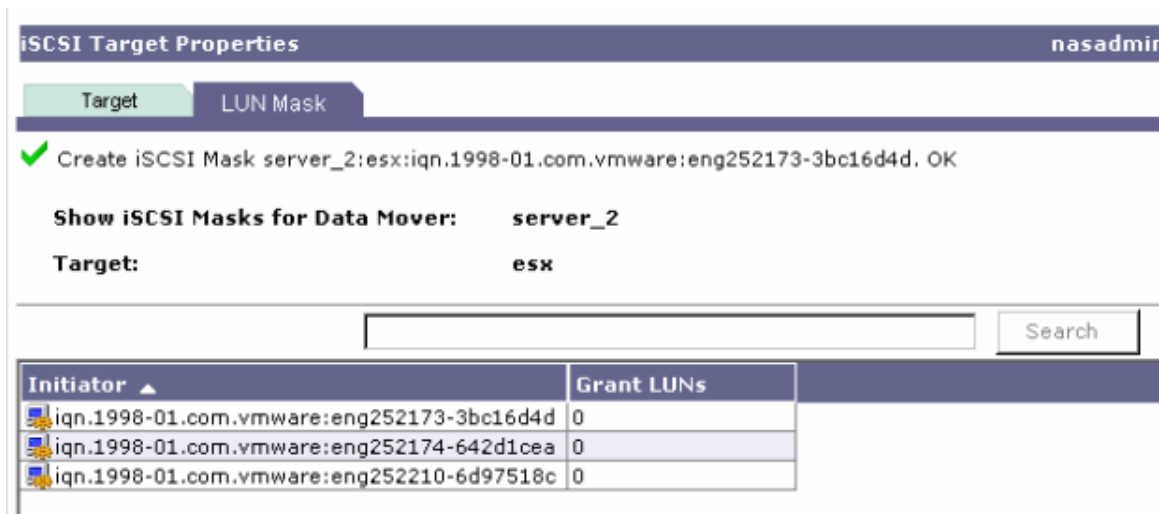 iSCSI Target Properties nasadmin
Target LUN Mask
Create iSCSI Mask server_2:esx:iqn.1998-01.com.vmware:eng252173-3bc16d4d. OK
Show iSCSI Masks for Data Mover: server_2
Target: esx
Search
Initiator Grant LUNs
iqn.1998-01.com.vmware:eng252173-3bc16d4d 0
iqn.1998-01.com.vmware:eng252174-642d1cea 0
iqn.1998-01.com.vmware:eng252210-6d97518c 0